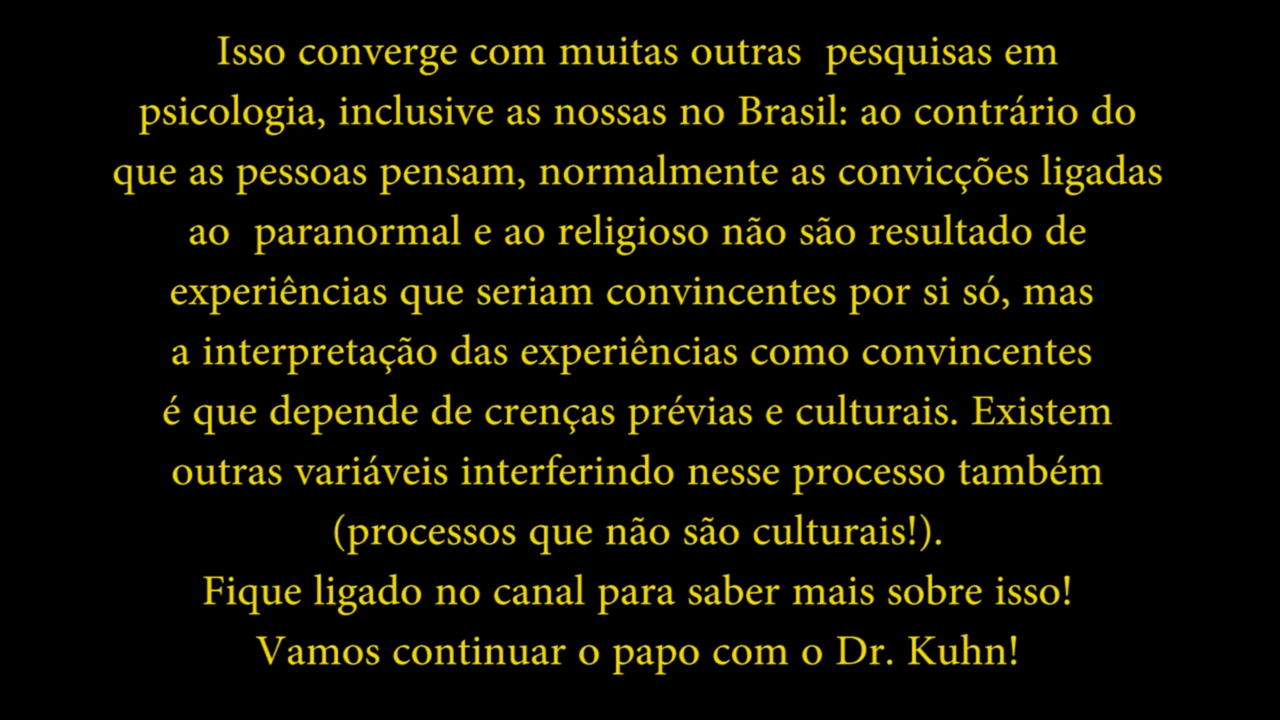 Isso converge com muitas outras  pesquisas em
psicologia, inclusive as nossas no Brasil: ao contrário do
que as pessoas pensam, normalmente as convicções ligadas
ao  paranormal e ao religioso não são resultado de
experiências que seriam convincentes por si só, mas
a interpretação das experiências como convincentes
é que depende de crenças prévias e culturais. Existem
outras variáveis interferindo nesse processo também
(processos que não são culturais!).
Fique ligado no canal para saber mais sobre isso!
Vamos continuar o papo com o Dr. Kuhn!